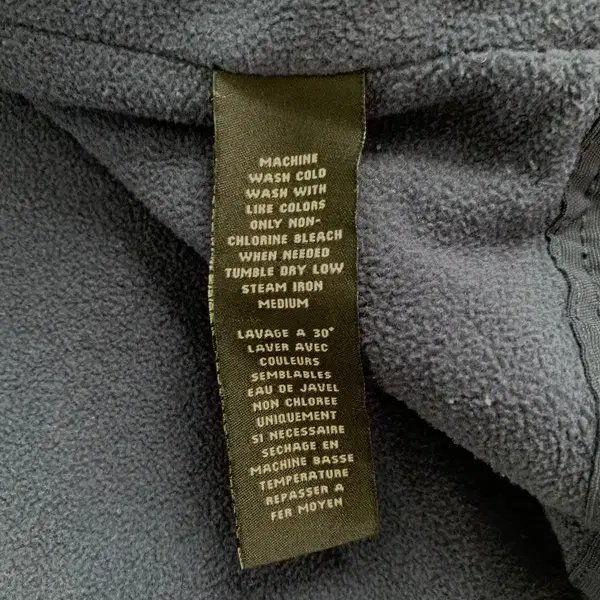 MACHINE
WASH COLD
WASH WITH
LIKE COLORS
ONLY NON-
CHLORINE BLEACH
WHEN NEEDED
TUMBLE DRY LOW
STEAM IRON
MEDIUM
LAVAGE A 30°
LAVER AVEC
COULEURS
SEMBLABLES
EAU DE JAVEL
NON CHLOREE
UNIQUEMENT
SI NECESSAIRE
SECHAGE EN
MACHINE BASSE
TEMPERATURE
REPASSER A
FER MOYEN